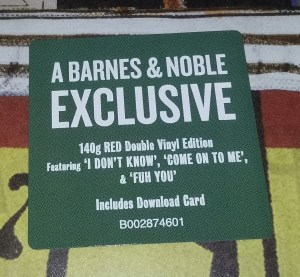 A BARNES & NOBLE
EXCLUSIVE
140g RED Double Vinyl Edition
Featuring ‘I DON'T KNOW’, ‘COME ON TO ME’,
& ‘FUH YOU’
Includes Download Card
B002874601